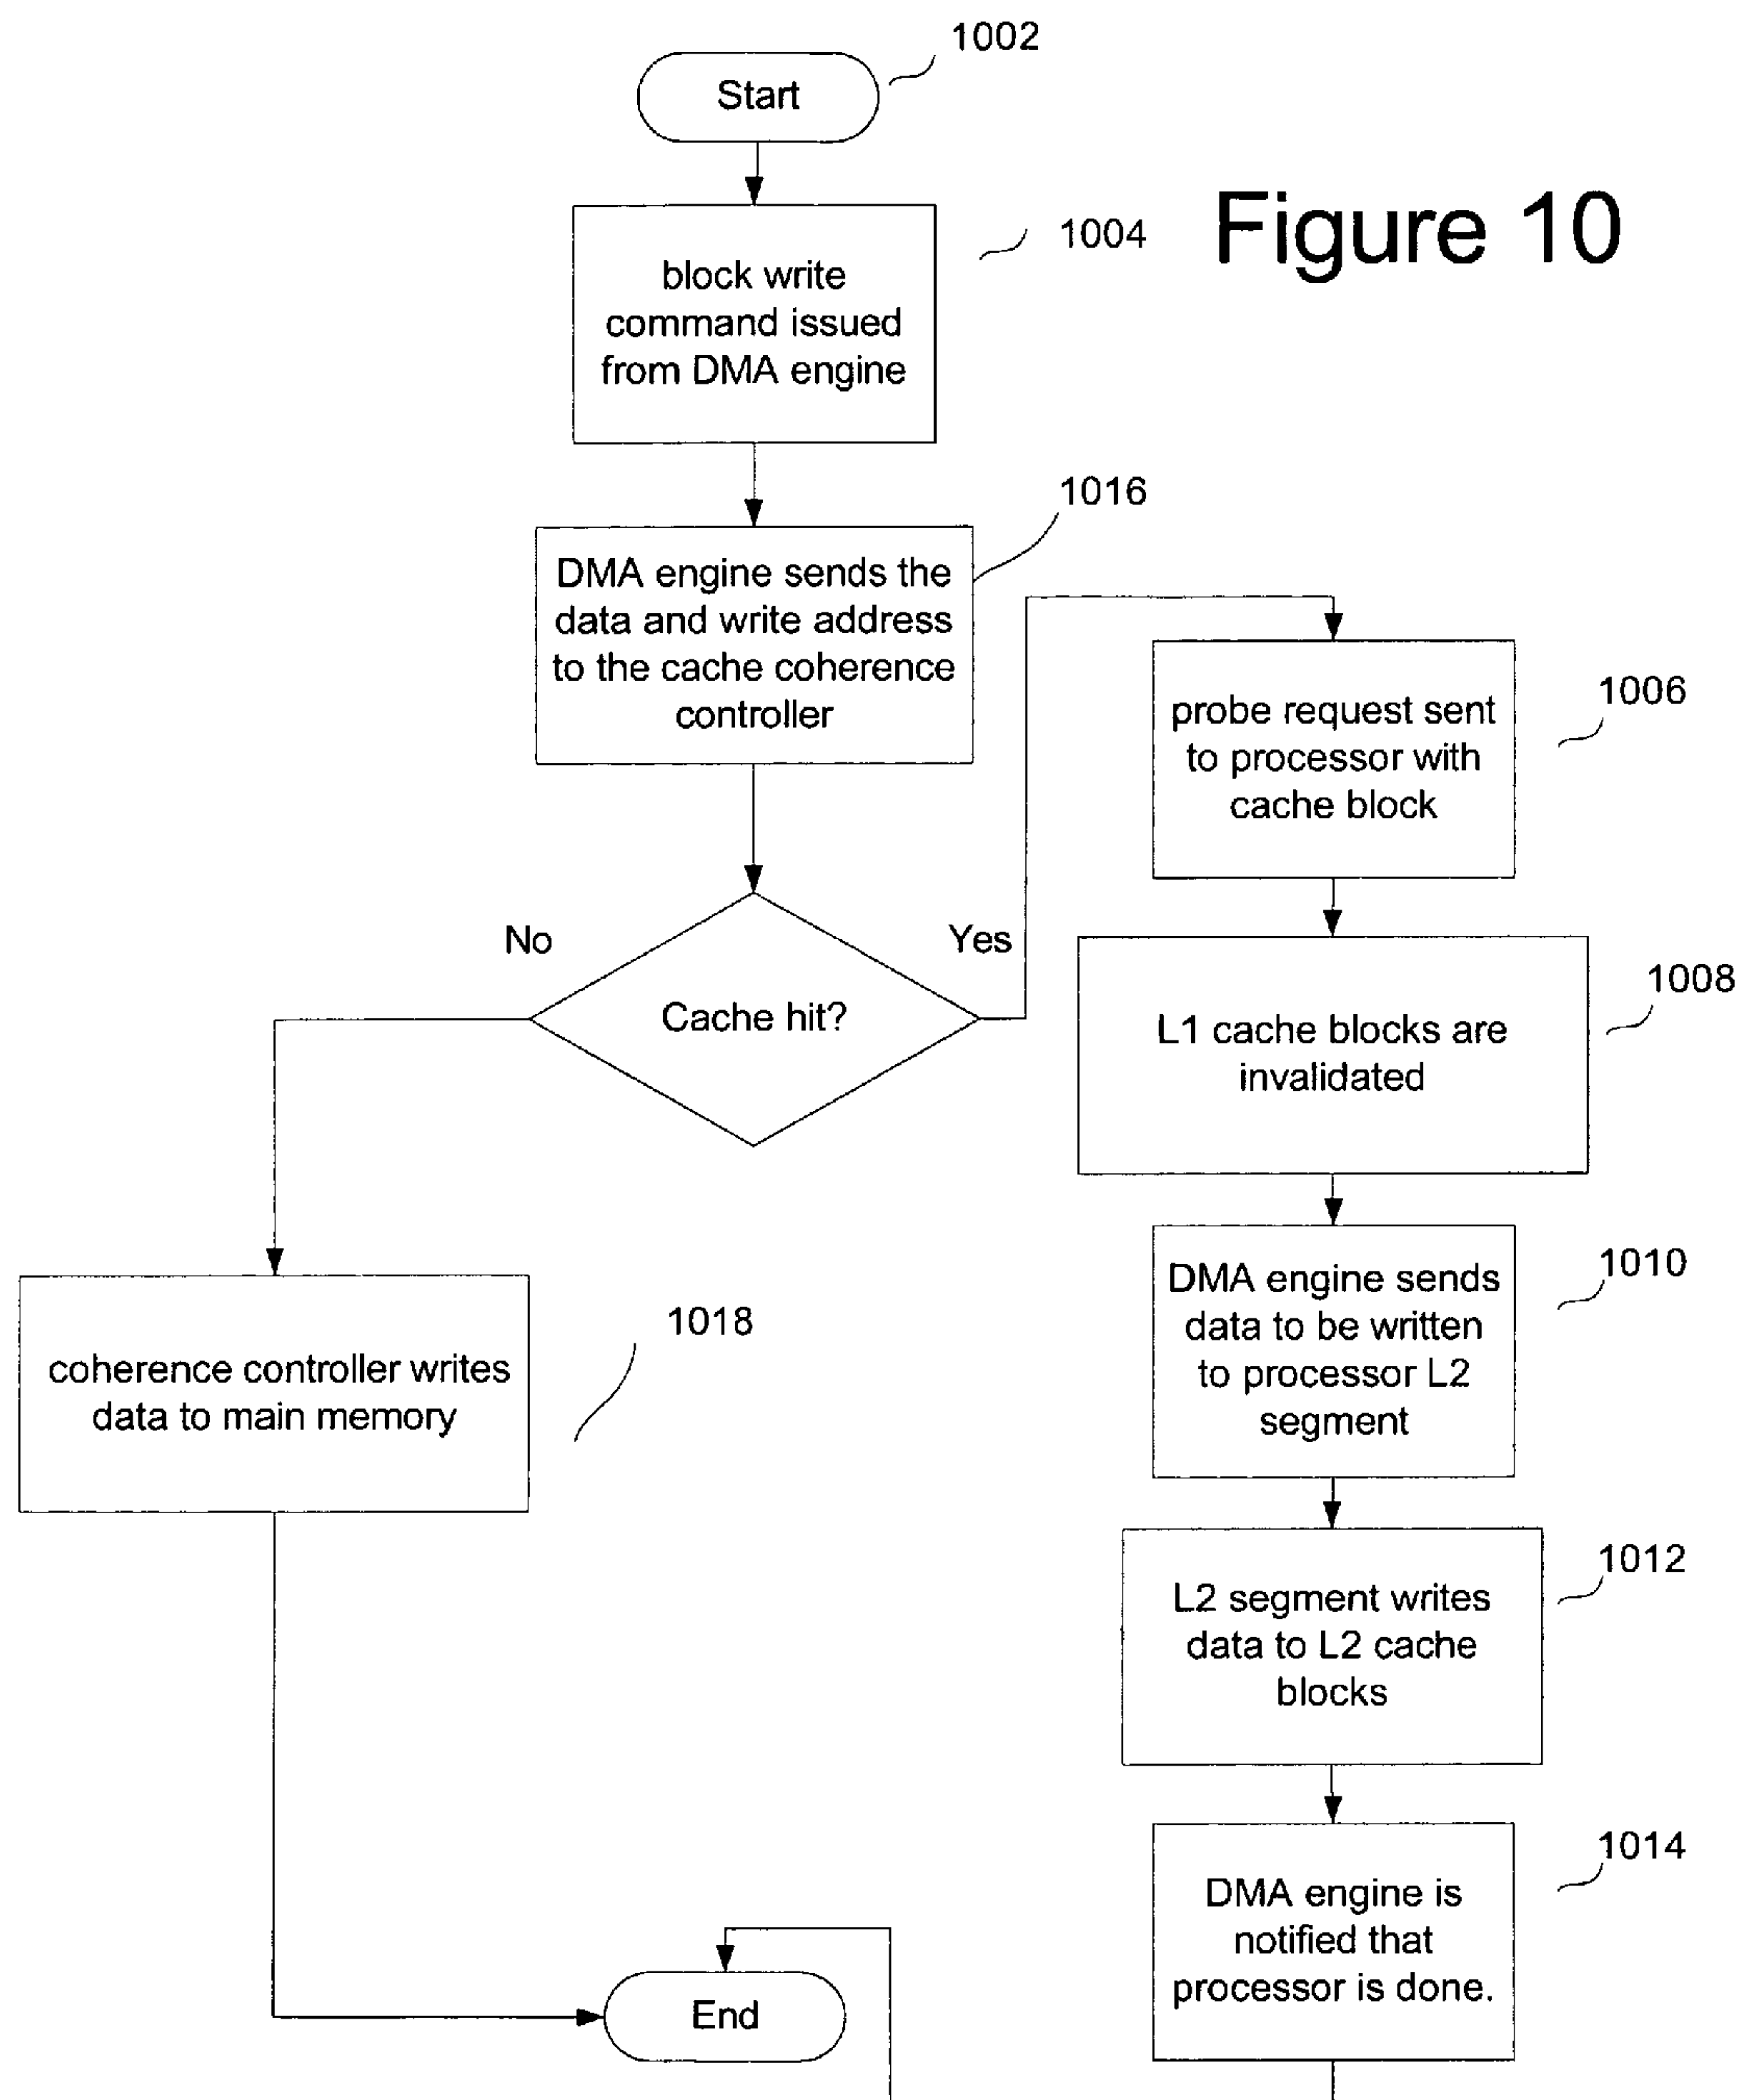 1002
Start
Figure 10
1004
block write
command issued
from DMA engine
1016
DMA engine sends the
data and write address
to the cache coherence
controller
1006
probe request sent
to processor with
cache block
No
Yes
Cache hit?
1008
L1 cache blocks are
invalidated
1010
DMA engine sends
data to be written
to processor L2
segment
1018
coherence controller writes
data to main memory
1012
L2 segment writes
data to L2 cache
blocks
1014
DMA engine is
notified that
processor is done.
End